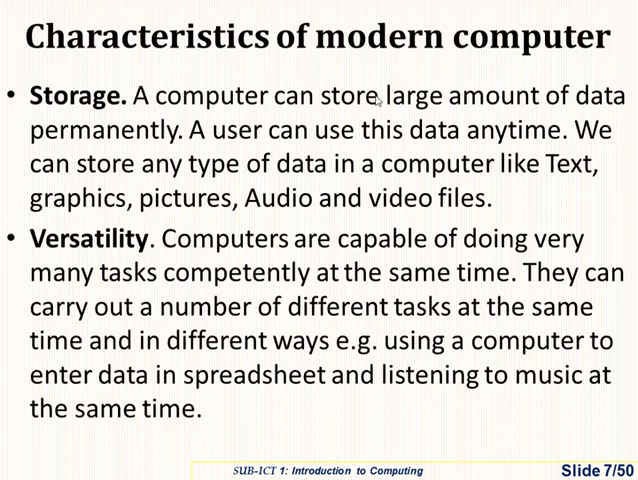 Characteristics of modern computer
• Storage. A computer can store large amount of data
permanently. A user can use this data anytime. We
can store any type of data in a computer like Text,
graphics, pictures, Audio and video files.
• Versatility. Computers are capable of doing very
many tasks competently at the same time. They can
carry out a number of different tasks at the same
time and in different ways e.g. using a computer to
enter data in spreadsheet and listening to music at
the same time.
SUB-ICT 1: Introduction to Computing
Slide 7/50